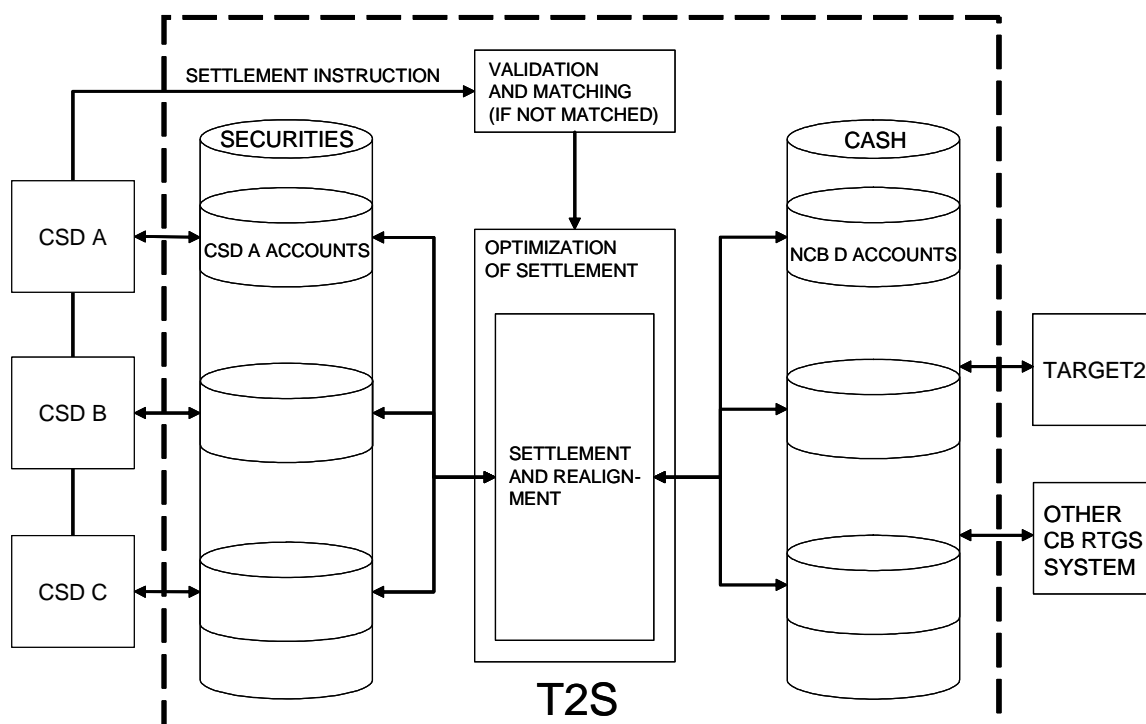 SETTLEMENT INSTRUCTION
VALIDATION
AND MATCHING
(IF NOT MATCHED)
SECURITIES
CASH
CSD A
CSD A ACCOUNTS
OPTIMIZATION
OF SETTLEMENT
NCB D ACCOUNTS
TARGET2
CSD B
SETTLEMENT
AND REALIGN-
MENT
OTHER
CB RTGS
SYSTEM
CSD C
T2S